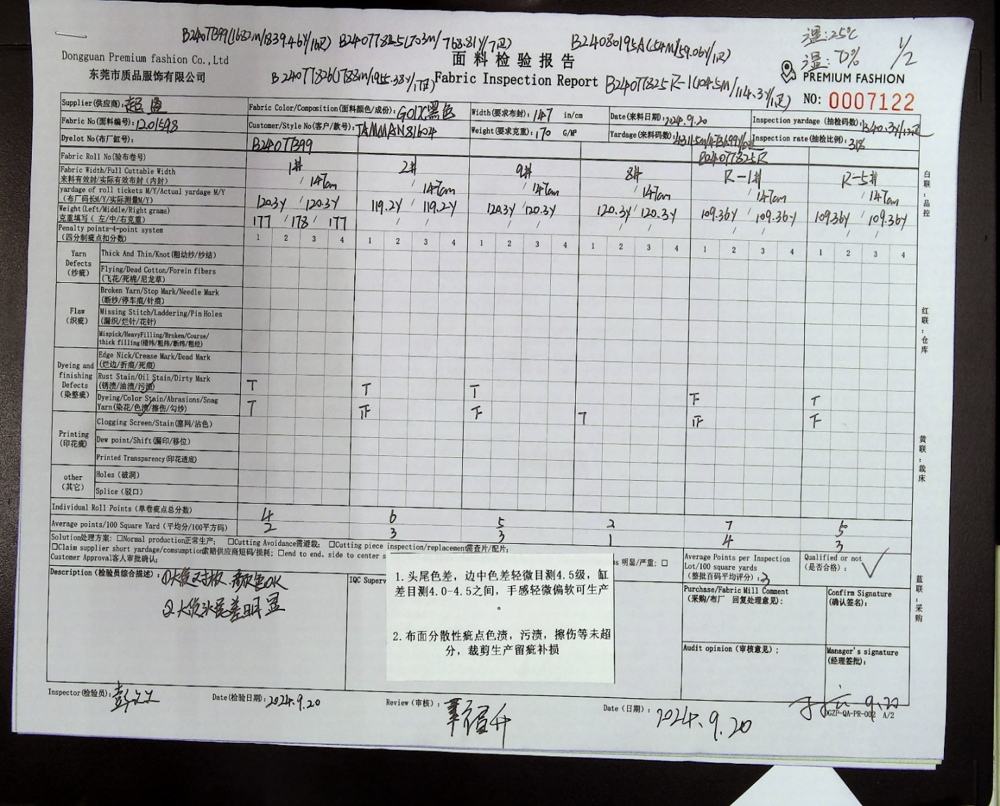 B240TT399(1682m/1839.46Y/16疋) B240TT825(703m/768.81Y/7疋) B24080195A(54m/59.06Y/1疋) 温:25℃ 1/2
湿:70%
Dongguan Premium fashion Co.,Ltd
东莞市质品服饰有限公司
面料检验报告
PREMIUM FASHION
B240TT826(1788m/1955.38Y/17疋) Fabric Inspection Report B240TT825R-1(104.5m/114.3Y/1疋)
NO: 0007122
Supplier(供应商): 超盈 Fabric Color/Composition(面料颜色/成份): G01X黑色 Width(要求布封): 147 in/cm Date(来料日期): 2024.9.20 Inspection yardage (抽检码数):
Fabric No(面料编号): 1201598 Customer/Style No(客户/款号): TAMMAN81604 Weight(要求克重): 170 G/M² Yardage(来料码数): Inspection rate(抽检比例): 31%
Dyelot No(布厂缸号): B240TT399 B240TT825R
Fabric Roll No(验布卷号) 1# 2# 9# 8# R-1# R-5#
Fabric Width/Full Cuttable Width
来料有效封/实际有效布封(内封) /147cm /147cm /147cm /147cm /147cm /147cm
yardage of roll tickets M/Y/Actual yardage M/Y
(布厂码长M/Y/实际测量M/Y) 120.3Y/120.3Y 119.2Y/119.2Y 120.3Y/120.3Y 120.3Y/120.3Y 109.36Y/109.36Y 109.36Y/109.36Y
Weight(Left/Middle/Right grams)
克重填写( 左/中/右克重) 177/178/177 / / / / / / / / / /
Penalty points-4-point system
(四分制疵点扣分数) 1 2 3 4 1 2 3 4 1 2 3 4 1 2 3 4 1 2 3 4 1 2 3 4
Yarn Defects (纱疵)
Thick And Thin/Knot(粗幼纱/纱结)
Flying/Dead Cotton/Forein fibers
(飞花/死棉/尼龙草)
Flaw (织疵)
Broken Yarn/Stop Mark/Needle Mark
(断纱/停车痕/针痕)
Missing Stitch/Laddering/Pin Holes
(漏织/烂针/花针)
Mispick/HeavyFilling/Broken/Course/
thick filling(错纬/粗纬/断纬/粗经)
Dyeing and finishing Defects (染整疵)
Edge Nick/Crease Mark/Dead Mark
(烂边/折痕/死痕)
Rust Stain/Oil Stain/Dirty Mark
(锈渍/油渍/污渍)
Dyeing/Color Stain/Abrasions/Snag
Yarn(染花/色渍/擦伤/勾纱)
Printing (印花疵)
Clogging Screen/Stain(塞网/沾色)
Dew point/Shift(漏印/移位)
Printed Transparency(印花透底)
other (其它)
Holes (破洞)
Splice (驳口)
Individual Roll Points (单卷疵点总分数) 4 6 5 2 7 5
Average points/100 Square Yard (平均分/100平方码) 2 3 3 1 4 3
Solution处理方案: □Normal production正常生产; □Cutting Avoidance需避裁; □Cutting piece inspection/replacement需查片/配片;
□Claim supplier short yardage/comsumption索赔供应商短码/损耗; □end to end, side to center s 明显/严重: □
Customer Approval客人审批确认:
Average Points per Inspection
Lot/100 square yards
(整批百码平均评分): 3
Qualified or not
(是否合格): ✓
Description (检验员综合描述): ①大货对板.颜色OK
②大货头尾差明显
IQC Superv
1. 头尾色差,边中色差轻微目测4.5级,缸
差目测4.0-4.5之间,手感轻微偏软可生产
。
2. 布面分散性疵点色渍,污渍,擦伤等未超
分,裁剪生产留疵补损
Purchase/Fabric Mill Comment
(采购/布厂 回复处理意见):
Confirm Signature
(确认签名):
Audit opinion (审核意见):
Manager's signature
(经理签批):
Inspector(检验员): Date(检验日期): 2024.9.20 Review (审核): Date (日期): 2024.9.20 9.22
DGZP-QA-PR-002 A/2
白联:品控
红联:仓库
黄联:裁床
蓝联:采购